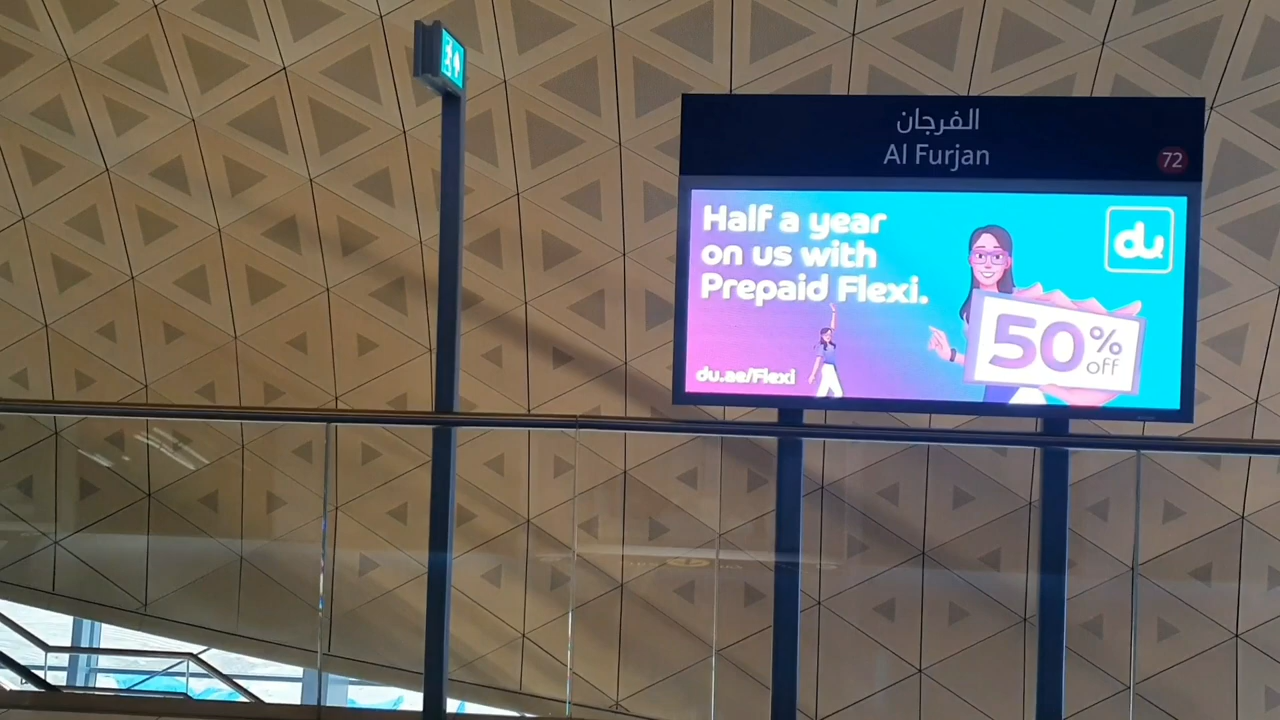 الفرجان
Al Furjan
72
Half a year
on us with
Prepaid Flexi.
du
50%
off
du.ae/Flexi